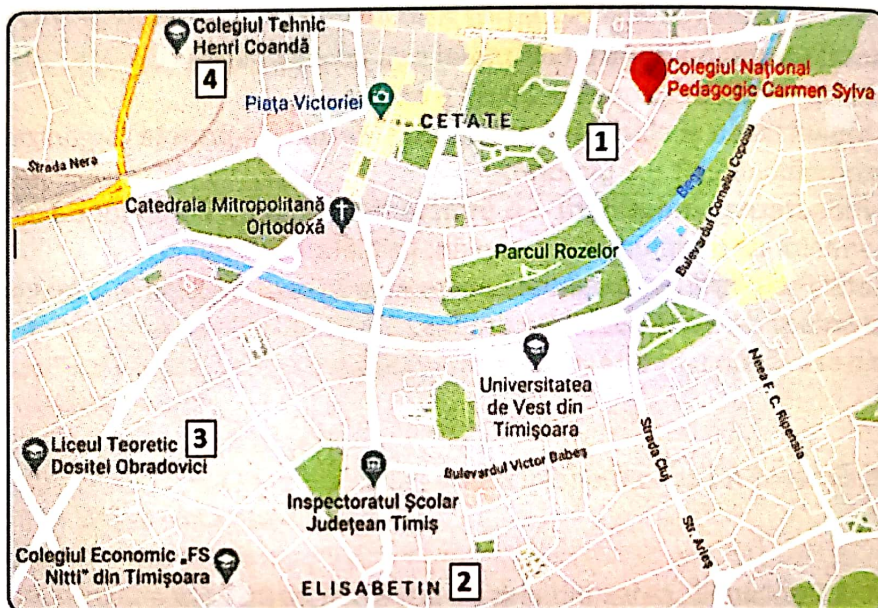 Colegiul Tehnic
Henri Coandă
4
Colegiul Național
Pedagogic Carmen Sylva
Piața Victoriei
CETATE
1
Strada Nera
Catedrala Mitropolitană
Ortodoxă
Bega
Bulevardul Corneliu Coposu
Parcul Rozelor
Universitatea
de Vest din
Timișoara
Neea F. C. Ripensia
Strada Cluj
3
Liceul Teoretic
Dositei Obradovici
Bulevardul Victor Babeș
Inspectoratul Școlar
Județean Timiș
Str. Arieș
Colegiul Economic „FS
Nitti" din Timișoara
ELISABETIN
2